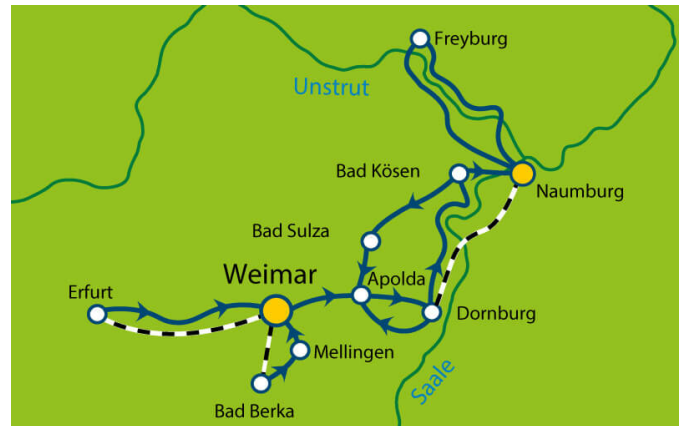 Freyburg
Unstrut
Bad Kösen
Naumburg
Bad Sulza
Weimar
Apolda
Erfurt
Dornburg
Mellingen
Saale
Bad Berka